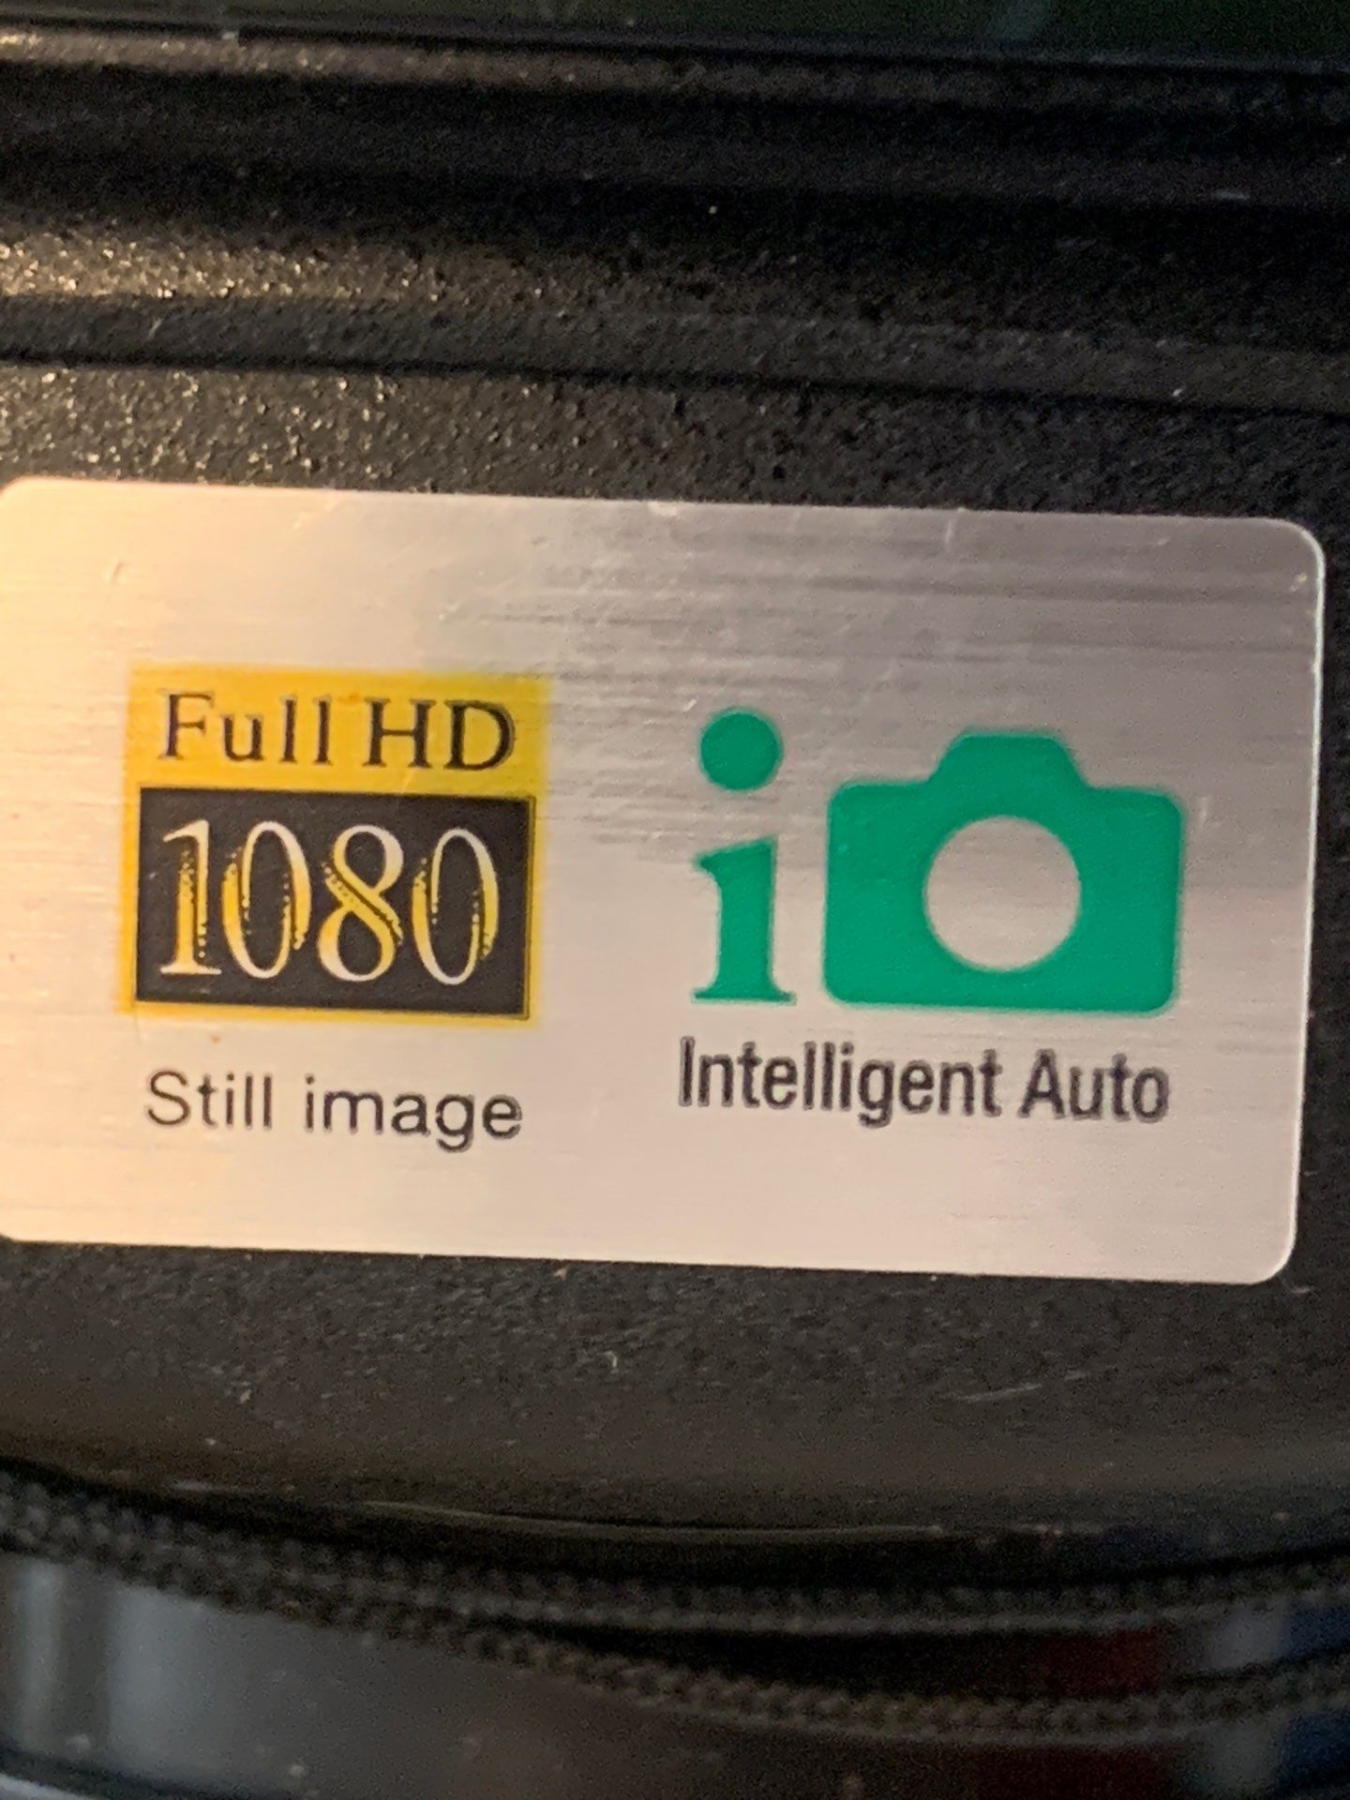 Full HD
1080
Still image
i
Intelligent Auto